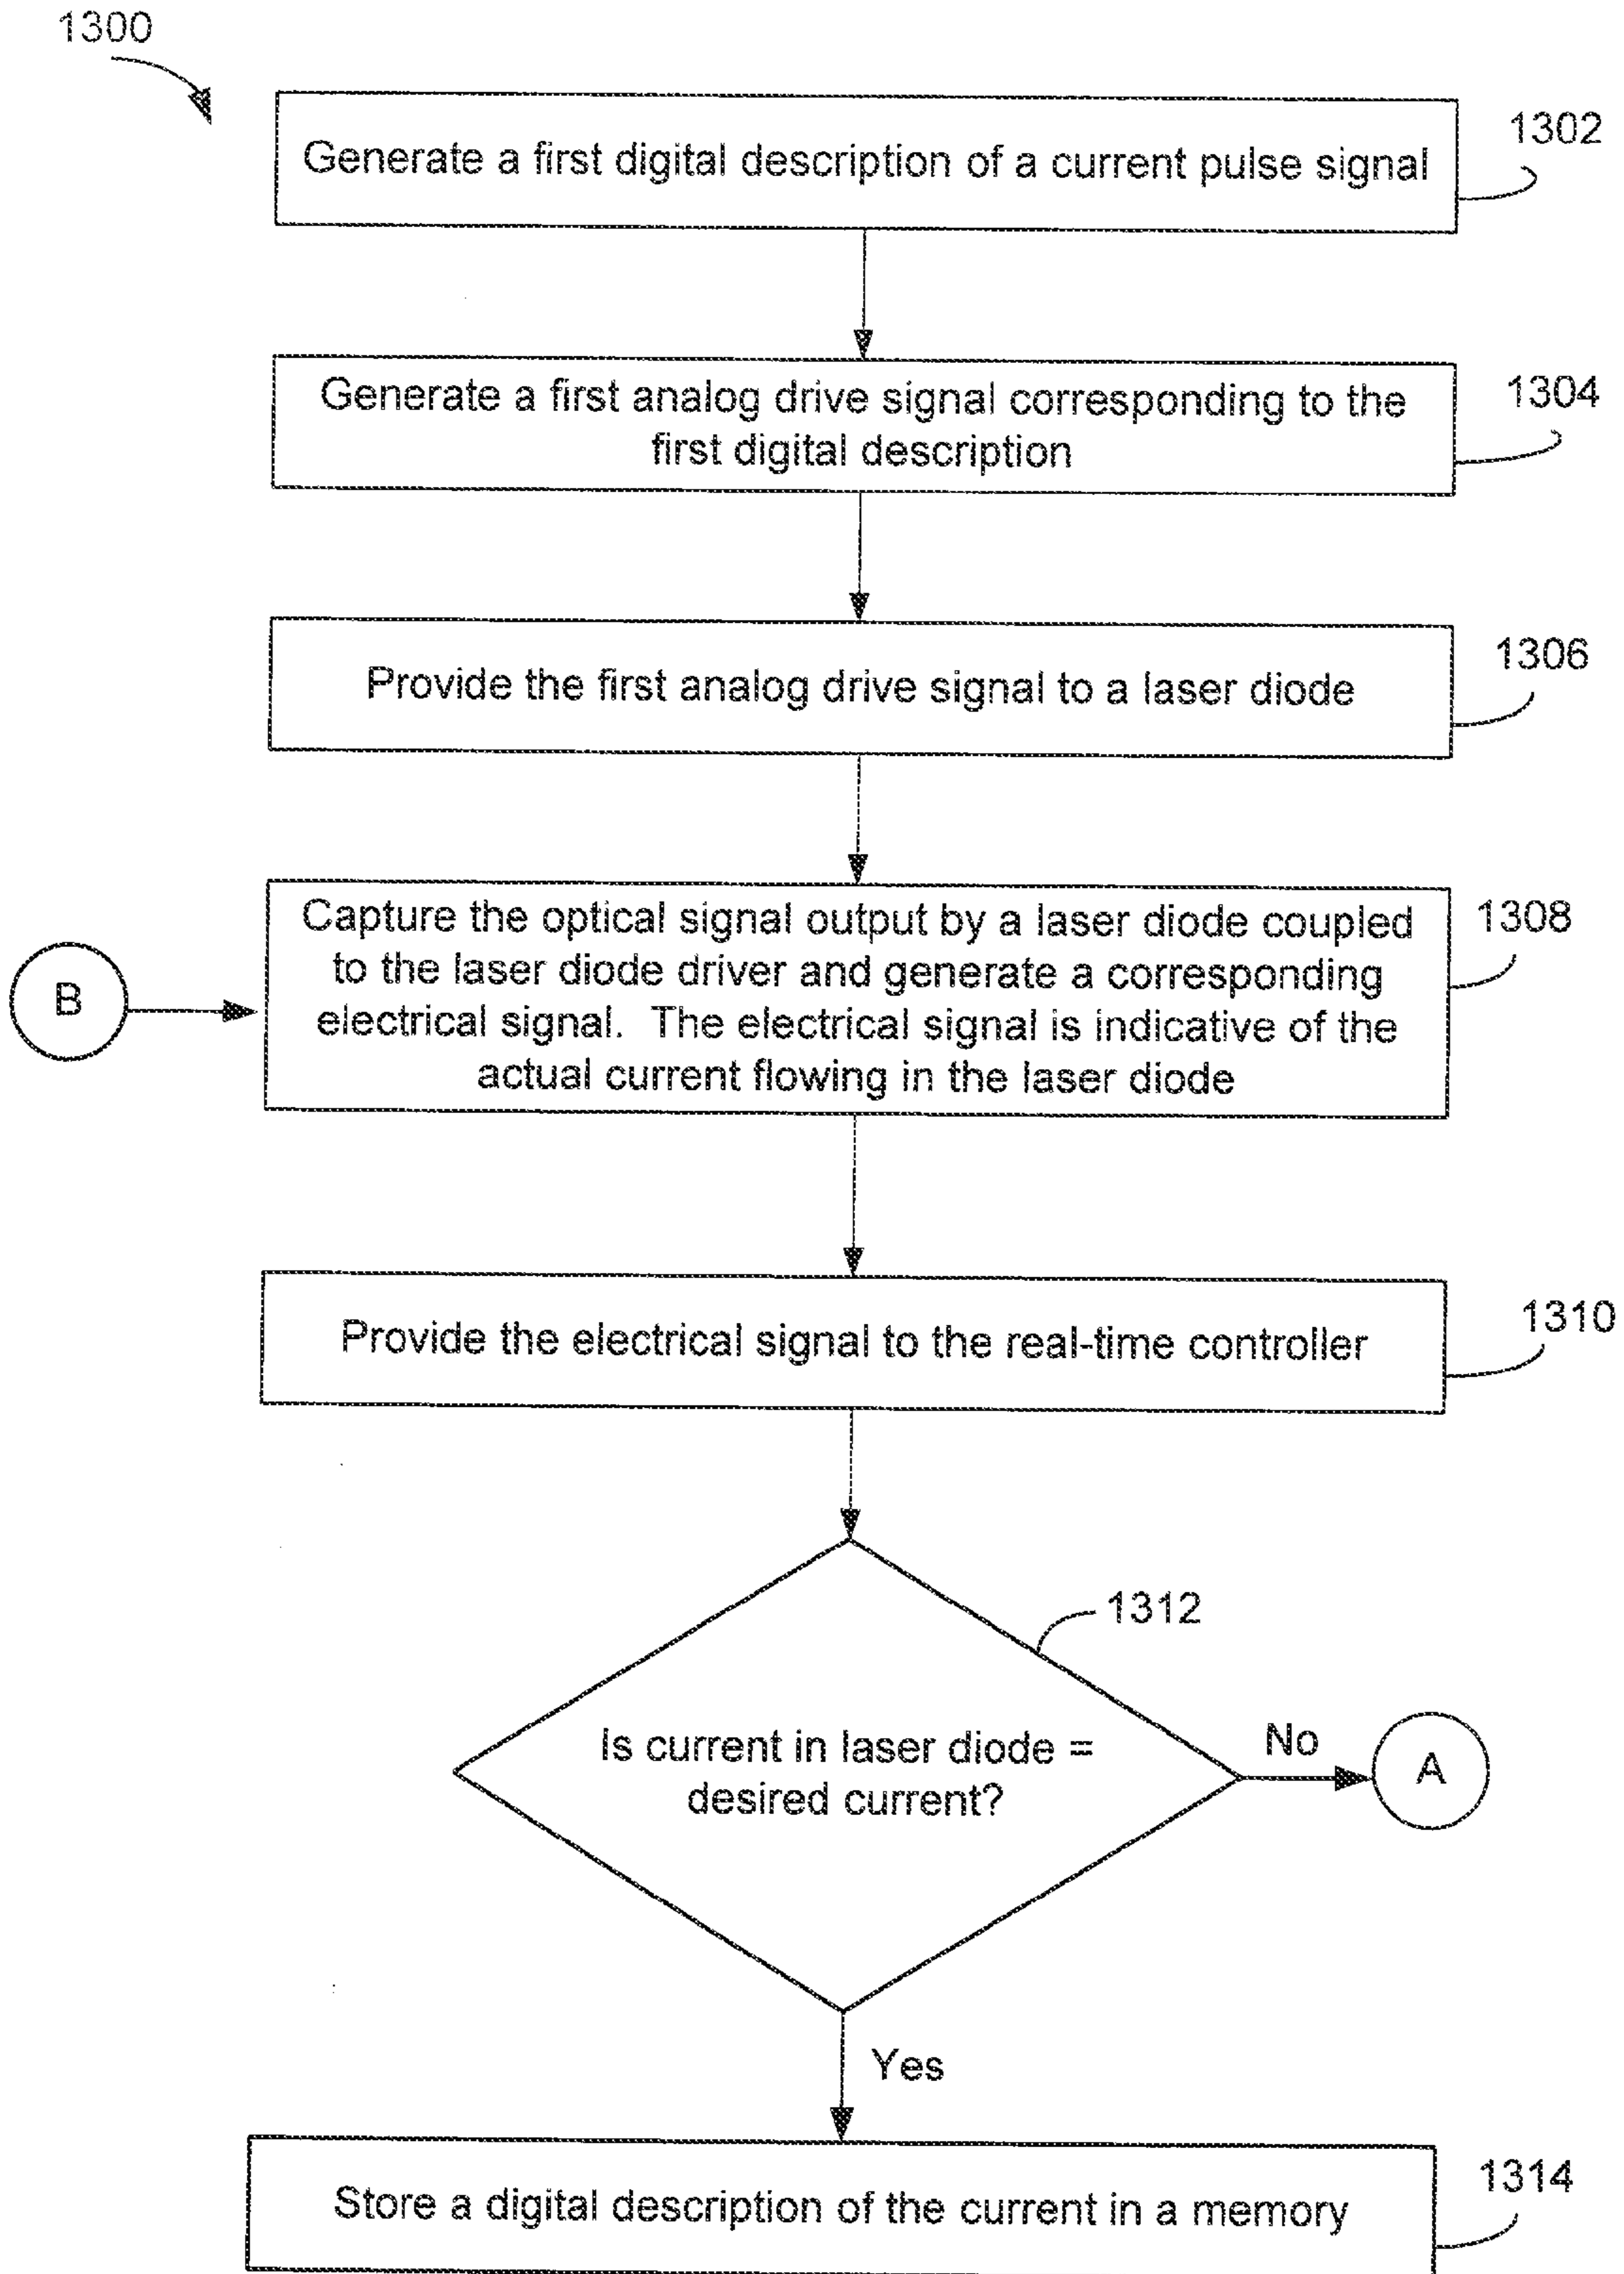 1300
Generate a first digital description of a current pulse signal
1302
Generate a first analog drive signal corresponding to the
first digital description
1304
Provide the first analog drive signal to a laser diode
1306
Capture the optical signal output by a laser diode coupled
to the laser diode driver and generate a corresponding
electrical signal.  The electrical signal is indicative of the
actual current flowing in the laser diode
1308
B
Provide the electrical signal to the real-time controller
1310
1312
Is current in laser diode =
desired current?
No
A
Yes
Store a digital description of the current in a memory
1314